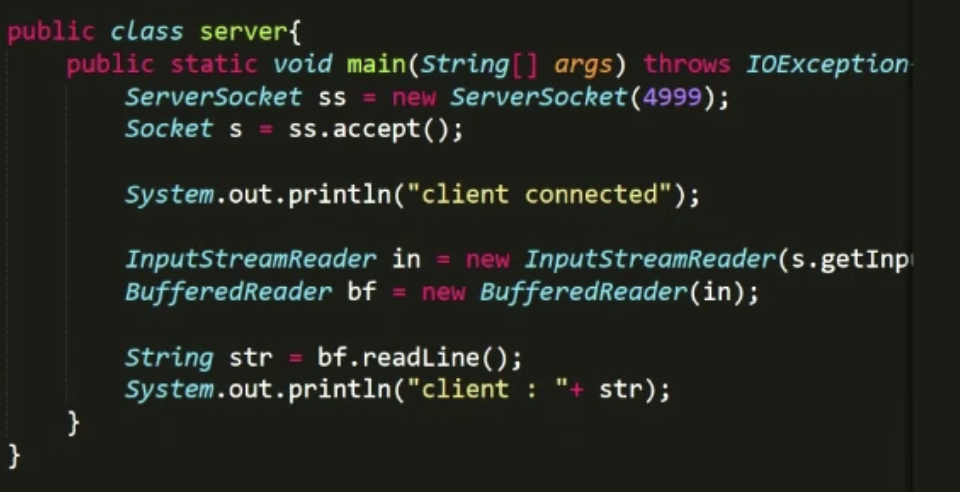 public class server{
public static void main(String[] args) throws IOException
ServerSocket ss = new ServerSocket(4999);
Socket s = ss.accept();
System.out.println("client connected");
InputStreamReader in = new InputStreamReader(s.getInp
BufferedReader bf = new BufferedReader(in);
String str = bf.readLine();
System.out.println("client : "+ str);
}
}